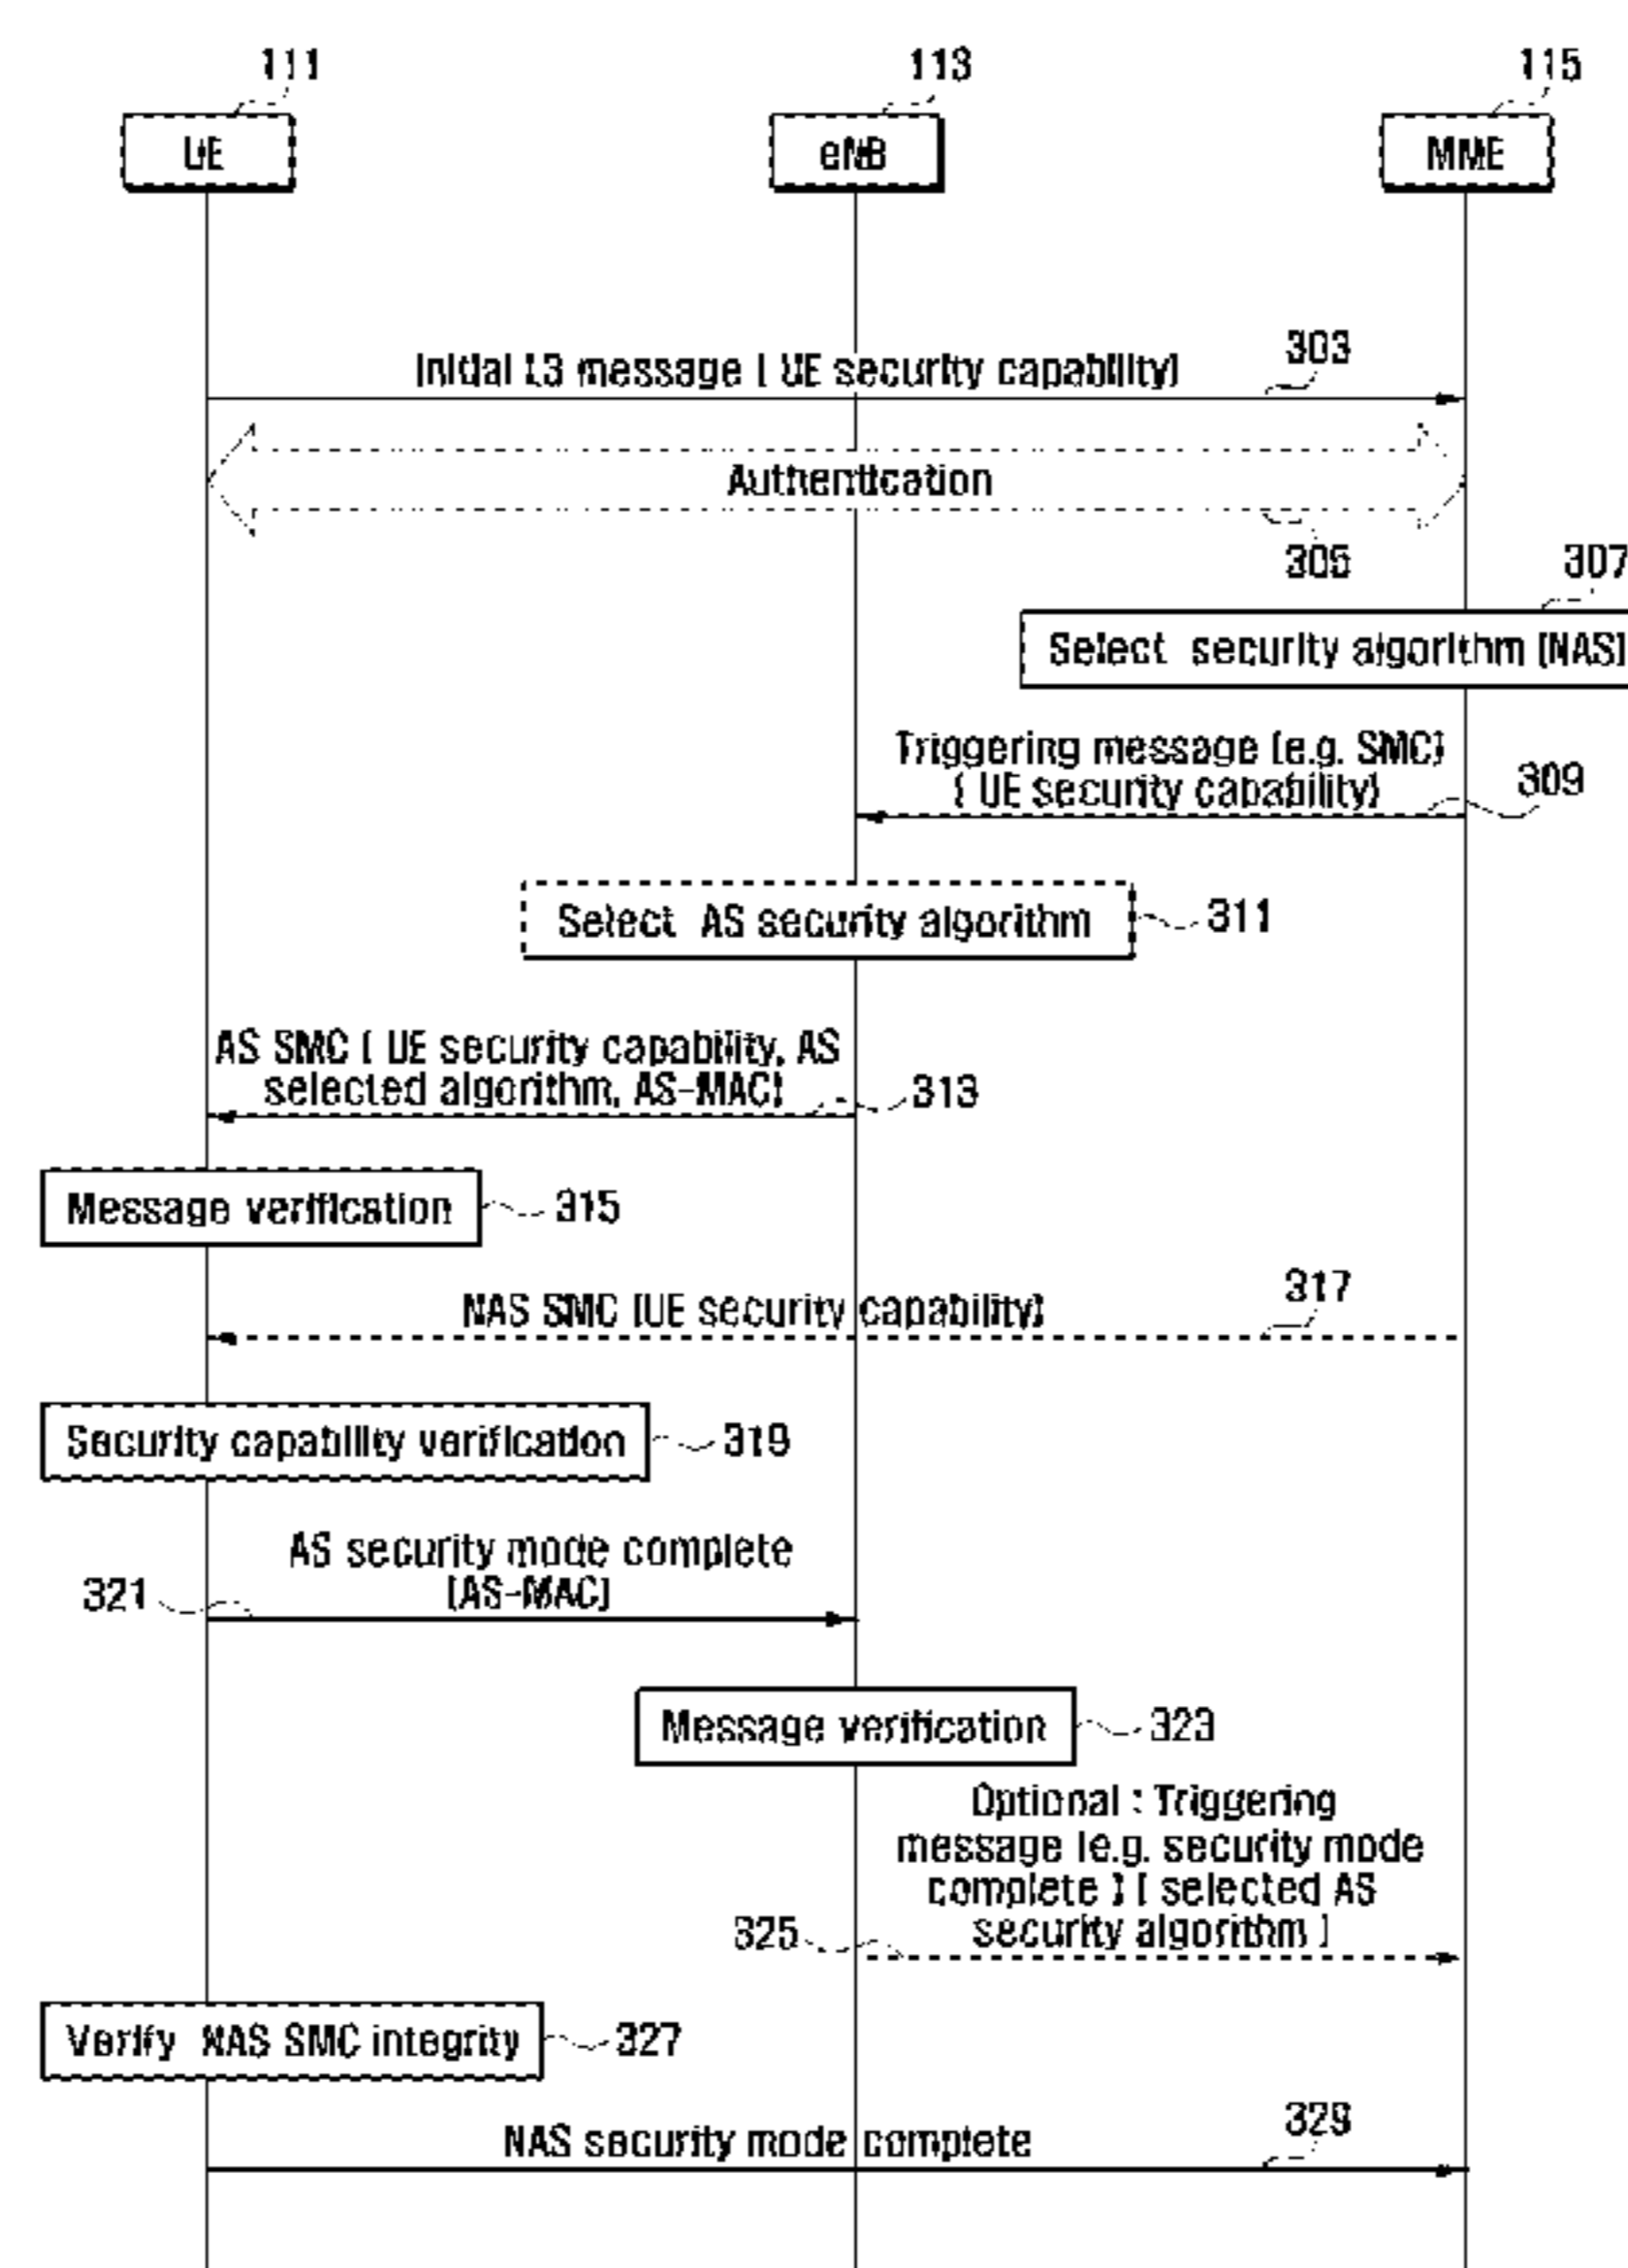 111
113
115
UE
eNB
MME
Initial L3 message ( UE security capability)
303
Authentication
305
307
Select security algorithm (NAS)
Triggering message (e.g. SMC)
( UE security capability)
309
Select AS security algorithm
311
AS SMC ( UE security capability, AS
selected algorithm, AS-MAC)
313
Message verification
315
NAS SMC (UE security capability)
317
Security capability verification
319
AS security mode complete
(AS-MAC)
321
Message verification
323
Optional : Triggering
message (e.g. security mode
complete ) ( selected AS
security algorithm )
325
Verify NAS SMC integrity
327
NAS security mode complete
329